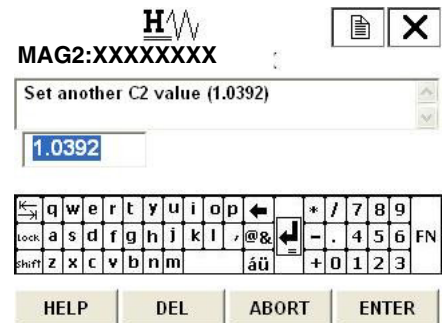 H
MAG2:XXXXXXXX
Set another C2 value (1.0392)
1.0392
q w e r t y u i o p * / 7 8 9
Lock a s d f g h j k l , @& - . 4 5 6 FN
Shift z x c v b n m áü = + 0 1 2 3
HELP DEL ABORT ENTER